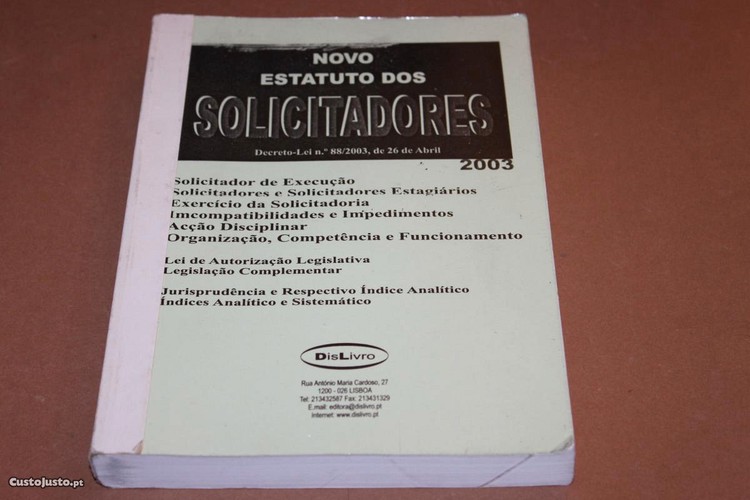 NOVO
ESTATUTO DOS
SOLICITADORES
Decreto-Lei n.º 88/2003, de 26 de Abril
2003
Solicitador de Execução
Solicitadores e Solicitadores Estagiários
Exercício da Solicitadoria
Imcompatibilidades e Impedimentos
Acção Disciplinar
Organização, Competência e Funcionamento
Lei de Autorização Legislativa
Legislação Complementar
Jurisprudência e Respectivo Índice Analítico
Índices Analítico e Sistemático
DisLivro
Rua António Maria Cardoso, 27
1200 - 026 LISBOA
Tel: 213432587 Fax: 213431329
E.mail: editora@dislivro.pt
Internet: www.dislivro.pt
CustoJusto.pt